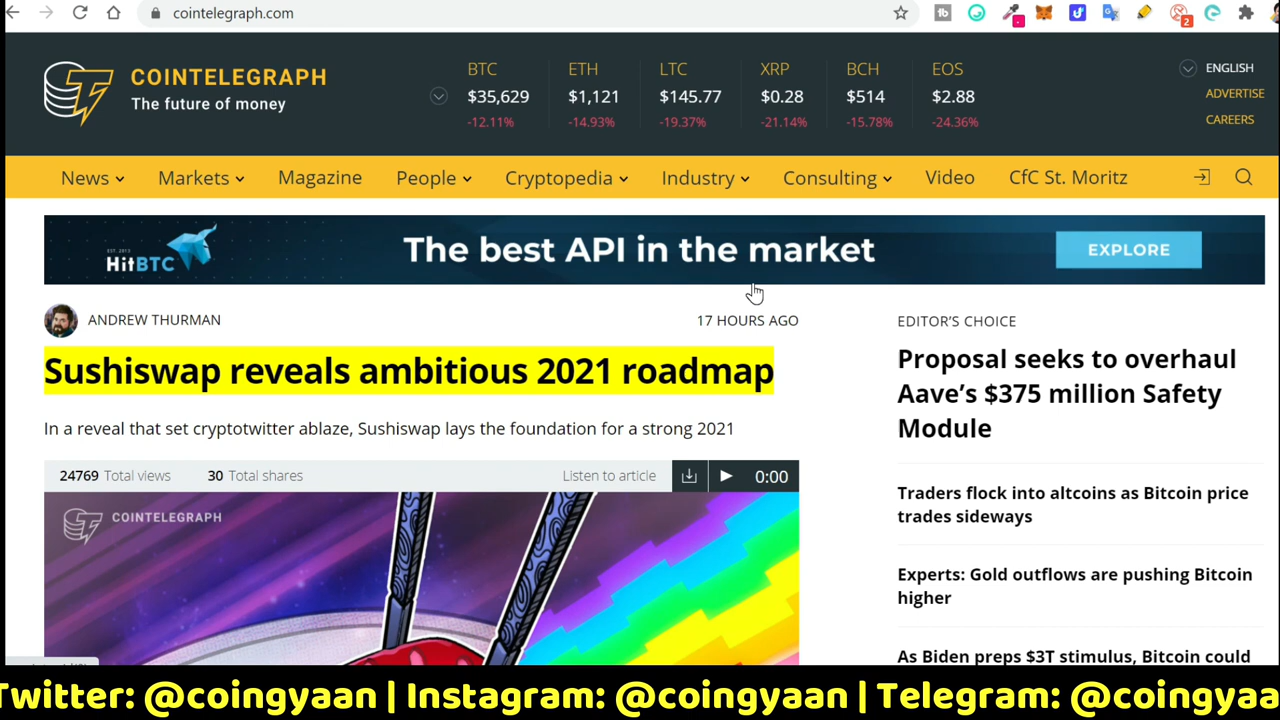 cointelegraph.com
2
COINTELEGRAPH
The future of money
BTC
$35,629
-12.11%
ETH
$1,121
-14.93%
LTC
$145.77
-19.37%
XRP
$0.28
-21.14%
BCH
$514
-15.78%
EOS
$2.88
-24.36%
ENGLISH
ADVERTISE
CAREERS
News Markets Magazine People Cryptopedia Industry Consulting Video CfC St. Moritz
EST. 2013
HitBTC
The best API in the market
EXPLORE
ANDREW THURMAN
17 HOURS AGO
Sushiswap reveals ambitious 2021 roadmap
In a reveal that set cryptotwitter ablaze, Sushiswap lays the foundation for a strong 2021
24769 Total views 30 Total shares Listen to article 0:00
COINTELEGRAPH
EDITOR'S CHOICE
Proposal seeks to overhaul
Aave's $375 million Safety
Module
Traders flock into altcoins as Bitcoin price
trades sideways
Experts: Gold outflows are pushing Bitcoin
higher
As Biden preps $3T stimulus, Bitcoin could
Twitter: @coingyaan | Instagram: @coingyaan | Telegram: @coingyaa